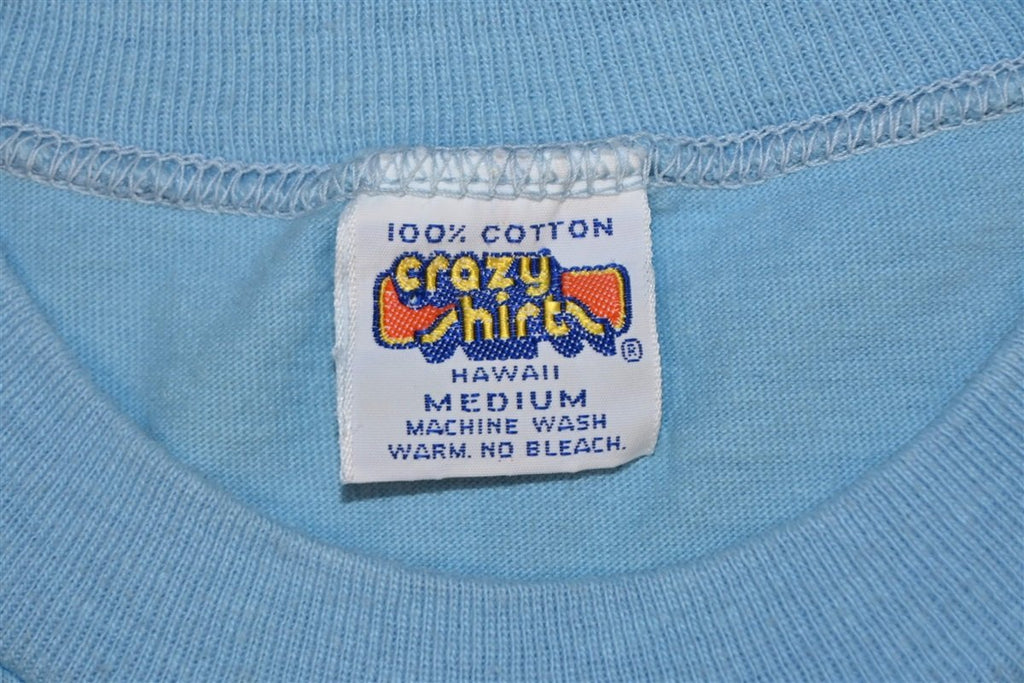 100% COTTON
crazy
shirts
®
HAWAII
MEDIUM
MACHINE WASH
WARM. NO BLEACH.